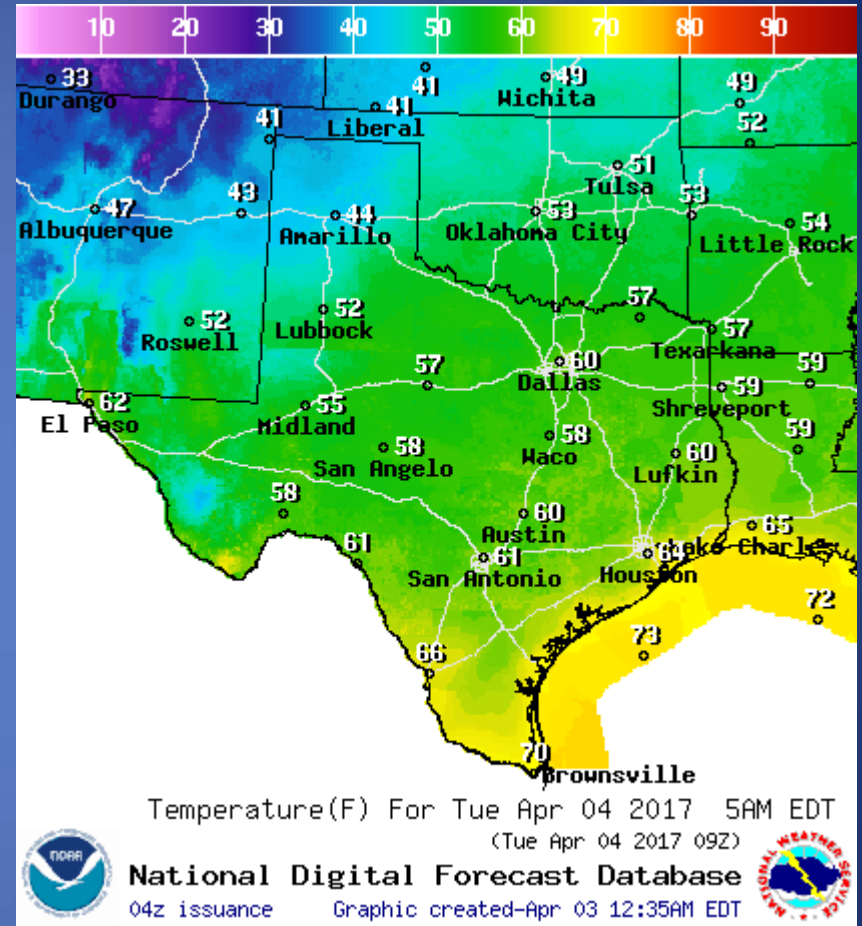 10 20 30 40 50 60 70 80 90
33
Durango
41
49
Wichita
49
41
Liberal
41
52
51
Tulsa
47
Albuquerque
43
44
Amarillo
53
Oklahoma City
53
54
Little Rock
52
Roswell
52
Lubbock
57
57
Texarkana
60
Dallas
62
El Paso
55
Midland
57
59
Shreveport
59
58
San Angelo
58
Waco
60
Lufkin
59
58
60
Austin
65
Lake Charles
61
61
San Antonio
64
Houston
72
73
66
70
Brownsville
Temperature(F) For Tue Apr 04 2017 5AM EDT
(Tue Apr 04 2017 09Z)
National Digital Forecast Database
04z issuance Graphic created-Apr 03 12:35AM EDT
NOAA
NATIONAL WEATHER SERVICE